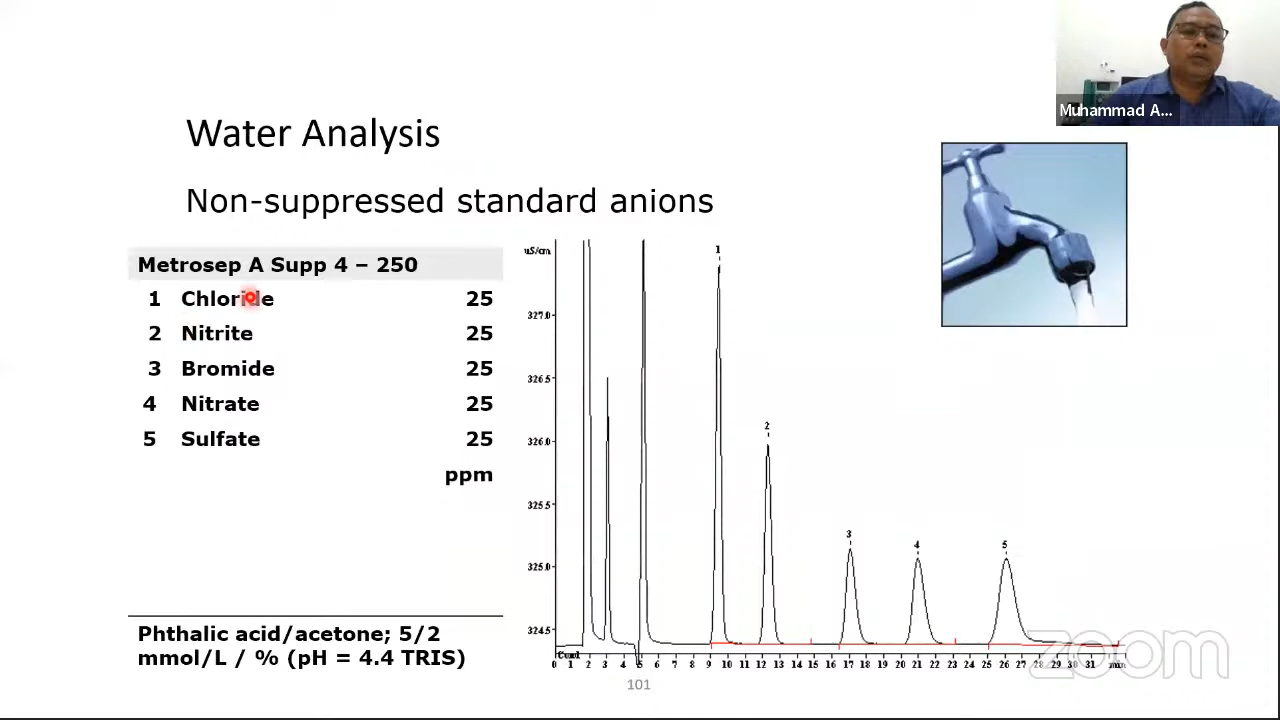 Muhammad A...
Water Analysis
Non-suppressed standard anions
Metrosep A Supp 4 – 250
1 Chloride 25
2 Nitrite 25
3 Bromide 25
4 Nitrate 25
5 Sulfate 25
ppm
Phthalic acid/acetone; 5/2
mmol/L / % (pH = 4.4 TRIS)
uS/cm
327.0
326.5
326.0
325.5
325.0
324.5
1
2
3
4
5
Cond
0 1 2 3 4 5 6 7 8 9 10 11 12 13 14 15 16 17 18 19 20 21 22 23 24 25 26 27 28 29 30 31 min
zoom
101